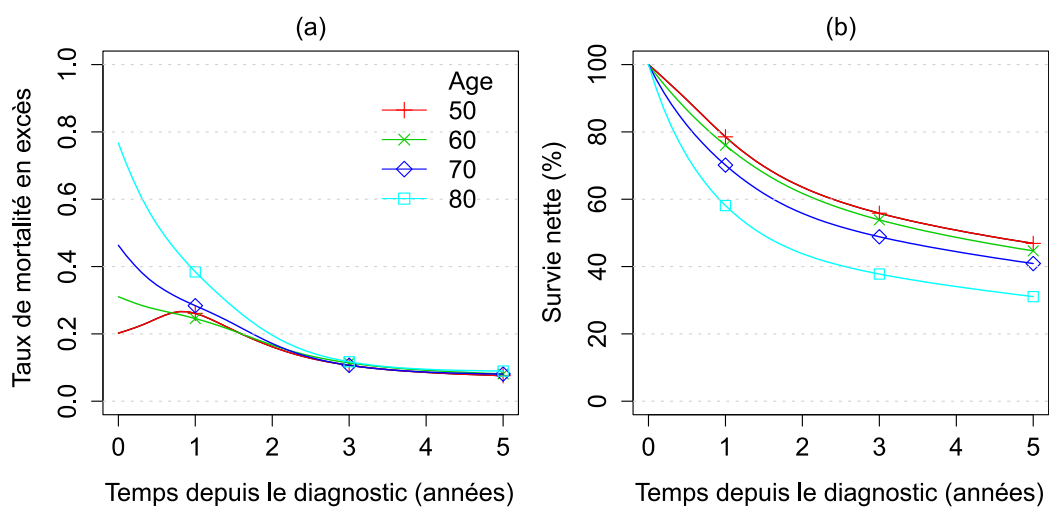 (a)
Taux de mortalité en excès
1.0
0.8
0.6
0.4
0.2
0.0
Age
50
60
70
80
0 1 2 3 4 5
Temps depuis le diagnostic (années)
(b)
Survie nette (%)
100
80
60
40
20
0
0 1 2 3 4 5
Temps depuis le diagnostic (années)